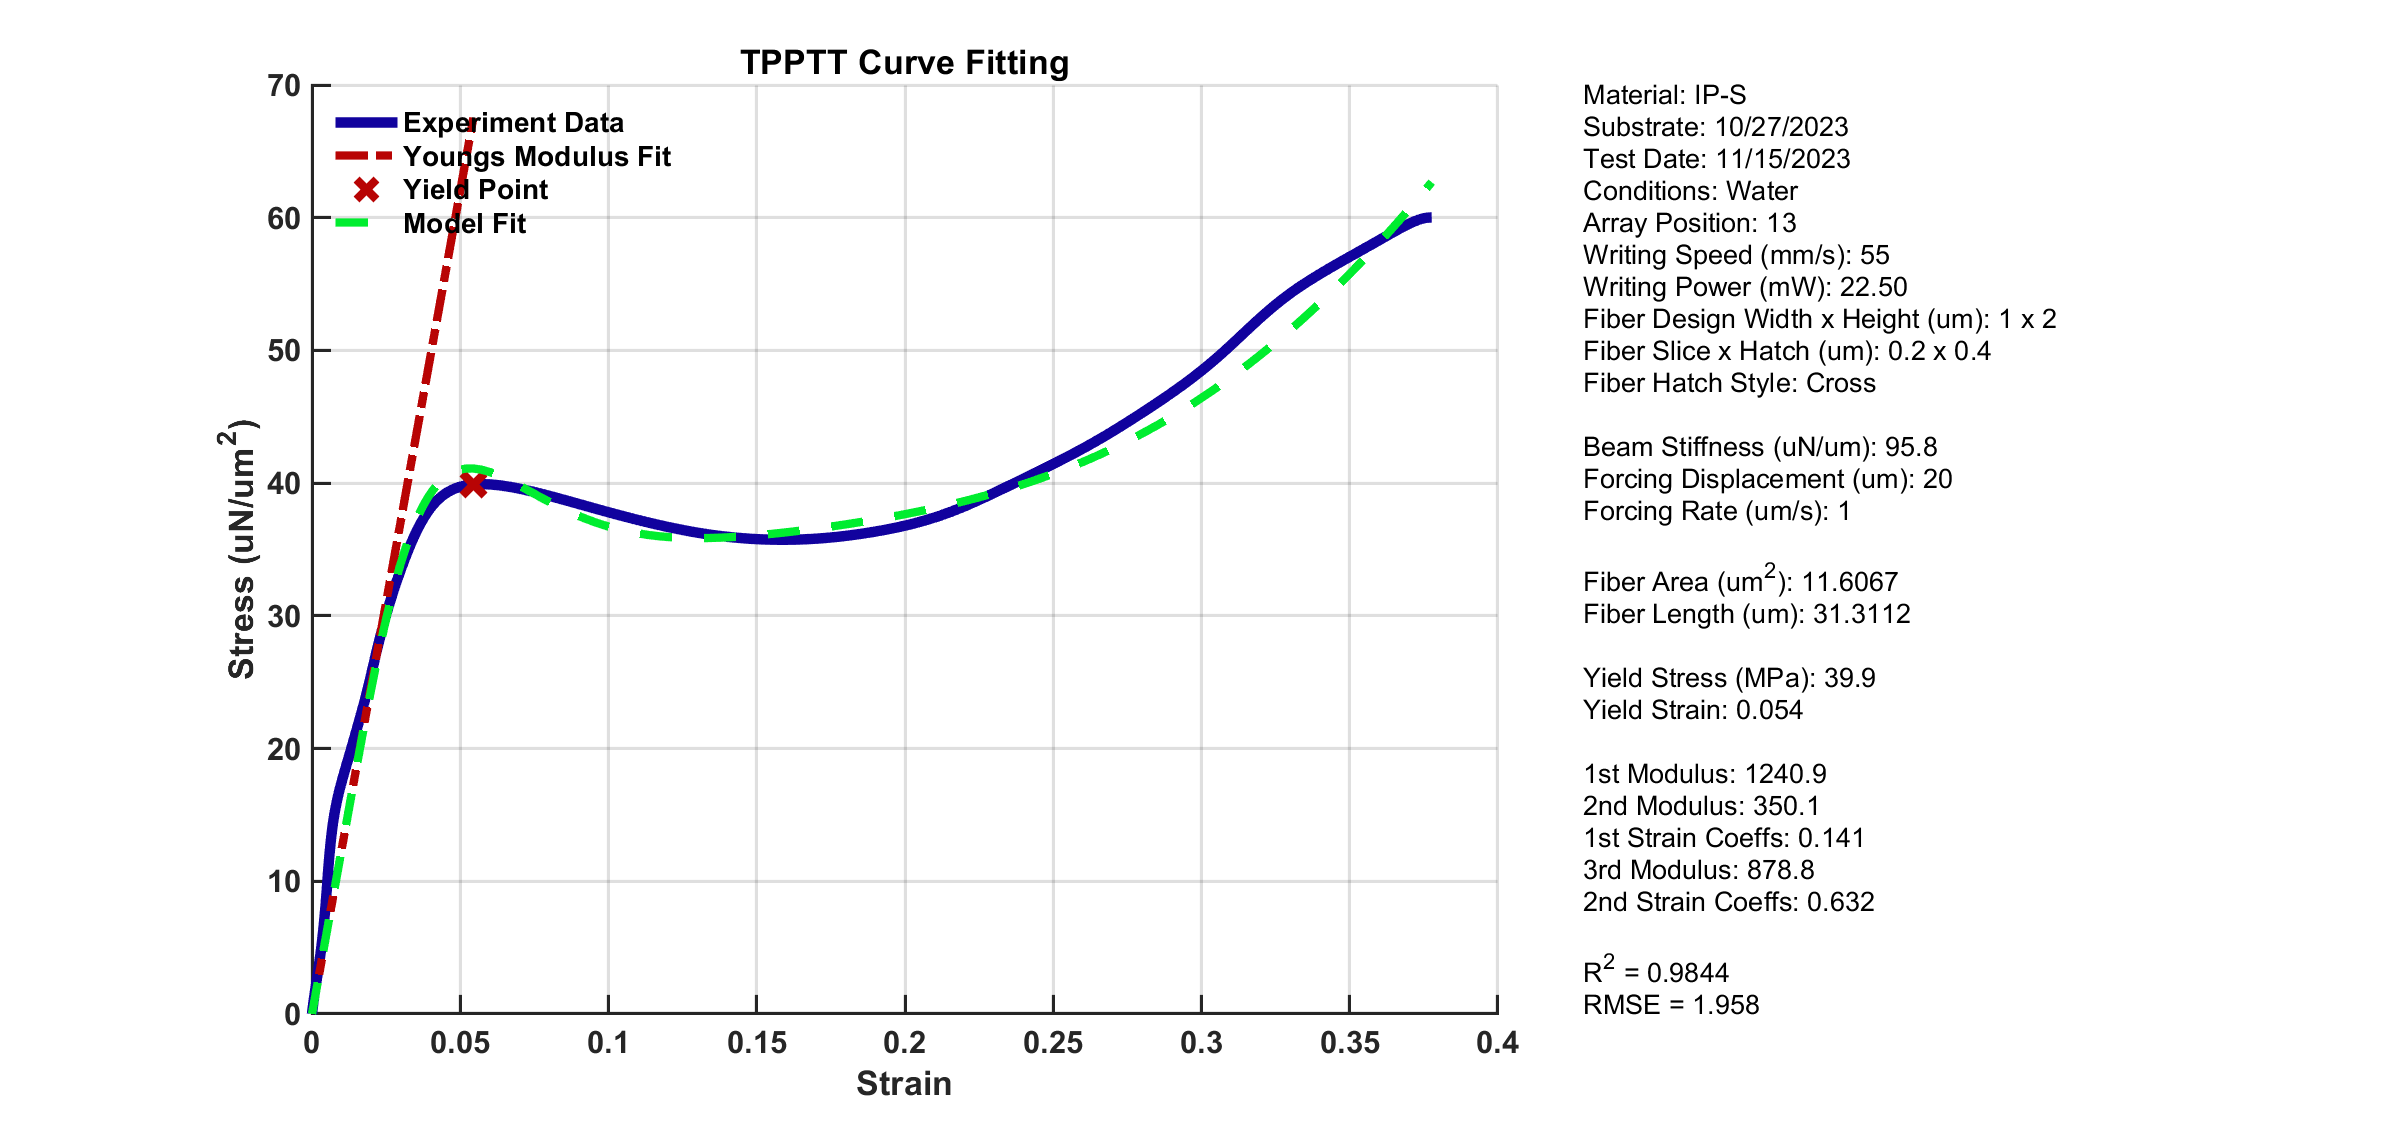 TPPTT Curve Fitting
70
60
50
40
30
20
10
0
Stress (uN/um²)
Experiment Data
Youngs Modulus Fit
Yield Point
Model Fit
0 0.05 0.1 0.15 0.2 0.25 0.3 0.35 0.4
Strain
Material: IP-S
Substrate: 10/27/2023
Test Date: 11/15/2023
Conditions: Water
Array Position: 13
Writing Speed (mm/s): 55
Writing Power (mW): 22.50
Fiber Design Width x Height (um): 1 x 2
Fiber Slice x Hatch (um): 0.2 x 0.4
Fiber Hatch Style: Cross
Beam Stiffness (uN/um): 95.8
Forcing Displacement (um): 20
Forcing Rate (um/s): 1
Fiber Area (um²): 11.6067
Fiber Length (um): 31.3112
Yield Stress (MPa): 39.9
Yield Strain: 0.054
1st Modulus: 1240.9
2nd Modulus: 350.1
1st Strain Coeffs: 0.141
3rd Modulus: 878.8
2nd Strain Coeffs: 0.632
R² = 0.9844
RMSE = 1.958